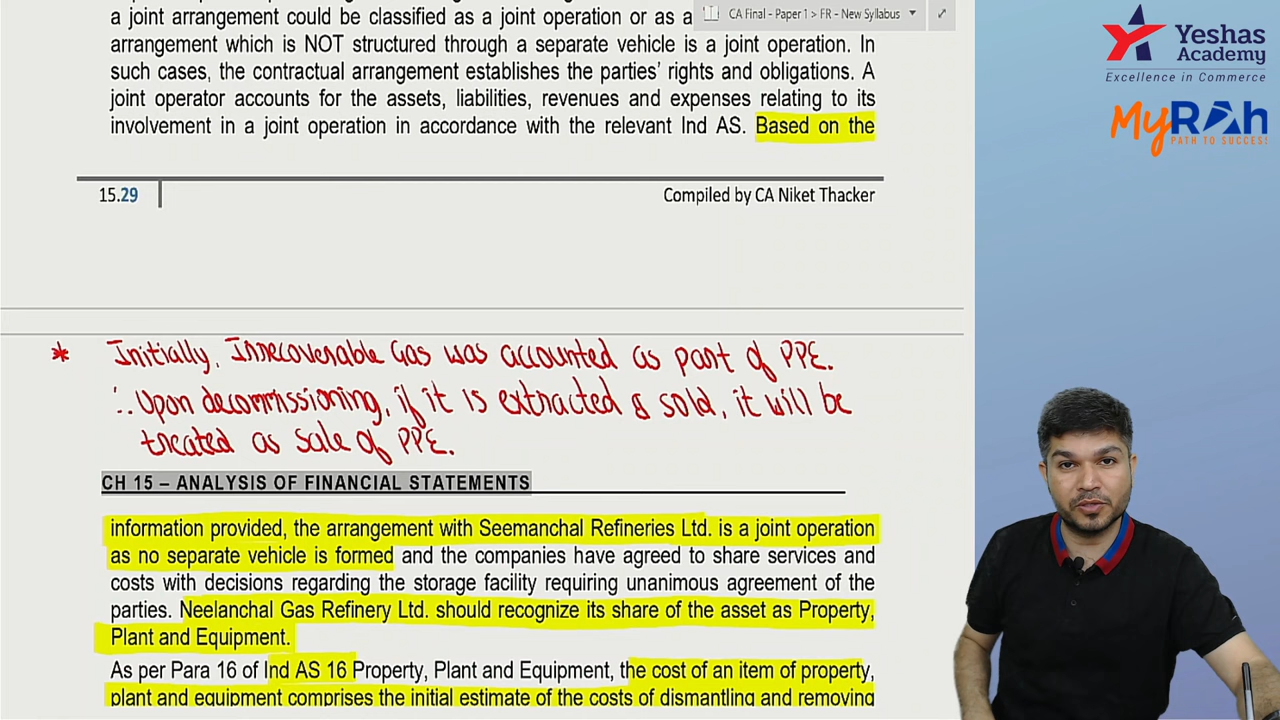 a joint arrangement could be classified as a joint operation or as a
CA Final - Paper 1 > FR - New Syllabus
arrangement which is NOT structured through a separate vehicle is a joint operation. In
such cases, the contractual arrangement establishes the parties' rights and obligations. A
joint operator accounts for the assets, liabilities, revenues and expenses relating to its
involvement in a joint operation in accordance with the relevant Ind AS. Based on the
15.29
Compiled by CA Niket Thacker
* Initially, Irrecoverable Gas was accounted as part of PPE.
∴ Upon decommissioning, if it is extracted & sold, it will be
treated as sale of PPE.
CH 15 – ANALYSIS OF FINANCIAL STATEMENTS
information provided, the arrangement with Seemanchal Refineries Ltd. is a joint operation
as no separate vehicle is formed and the companies have agreed to share services and
costs with decisions regarding the storage facility requiring unanimous agreement of the
parties. Neelanchal Gas Refinery Ltd. should recognize its share of the asset as Property,
Plant and Equipment.
As per Para 16 of Ind AS 16 Property, Plant and Equipment, the cost of an item of property,
plant and equipment comprises the initial estimate of the costs of dismantling and removing
Yeshas
Academy
Excellence in Commerce
MyRAh
PATH TO SUCCESS!